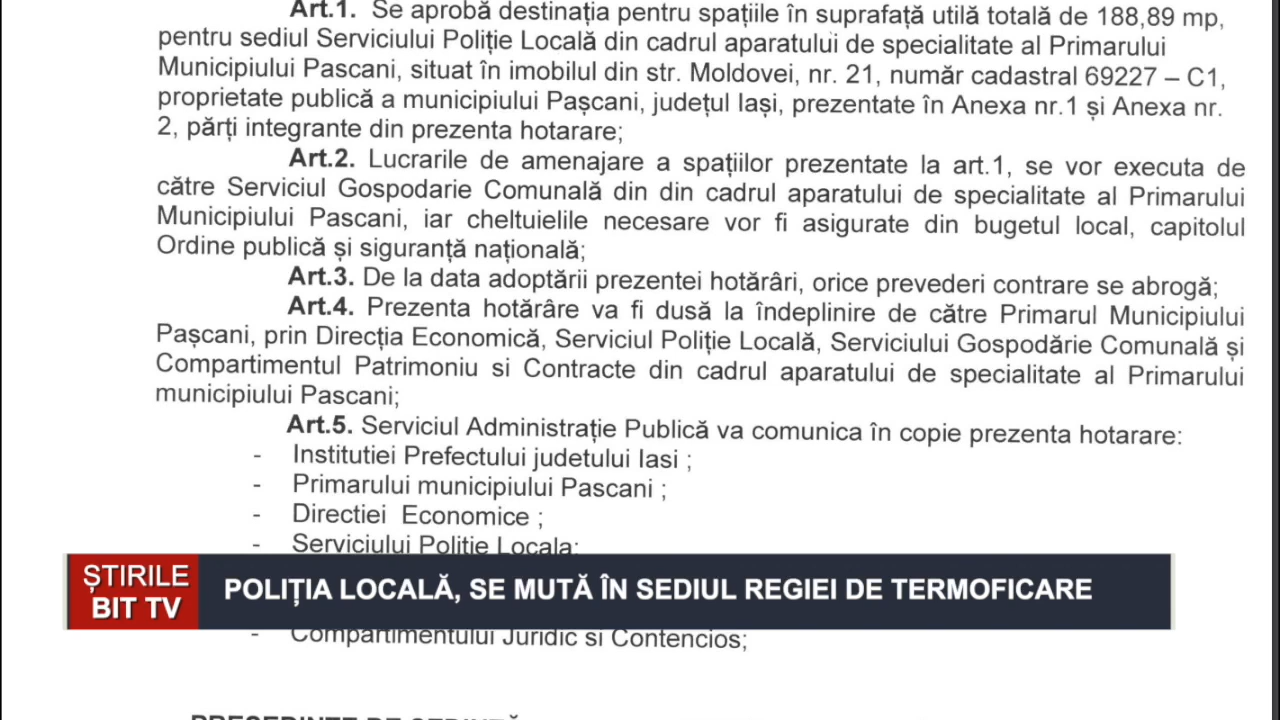 Art.1. Se aprobă destinația pentru spațiile în suprafață utilă totală de 188,89 mp,
pentru sediul Serviciului Poliție Locală din cadrul aparatului de specialitate al Primarului
Municipiului Pascani, situat în imobilul din str. Moldovei, nr. 21, număr cadastral 69227 – C1,
proprietate publică a municipiului Pașcani, județul Iași, prezentate în Anexa nr.1 și Anexa nr.
2, părți integrante din prezenta hotarare;
Art.2. Lucrarile de amenajare a spațiilor prezentate la art.1, se vor executa de
către Serviciul Gospodarie Comunală din din cadrul aparatului de specialitate al Primarului
Municipiului Pascani, iar cheltuielile necesare vor fi asigurate din bugetul local, capitolul
Ordine publică și siguranță națională;
Art.3. De la data adoptării prezentei hotărâri, orice prevederi contrare se abrogă;
Art.4. Prezenta hotărâre va fi dusă la îndeplinire de către Primarul Municipiului
Pașcani, prin Direcția Economică, Serviciul Poliție Locală, Serviciului Gospodărie Comunală și
Compartimentul Patrimoniu si Contracte din cadrul aparatului de specialitate al Primarului
municipiului Pascani;
Art.5. Serviciul Administrație Publică va comunica în copie prezenta hotarare:
- Institutiei Prefectului judetului Iasi ;
- Primarului municipiului Pascani ;
- Directiei Economice ;
- Serviciului Politie Locala;
ȘTIRILE
BIT TV
POLIȚIA LOCALĂ, SE MUTĂ ÎN SEDIUL REGIEI DE TERMOFICARE
- Compartimentului Juridic si Contencios;
PRESEDINTE DE SEDINȚĂ